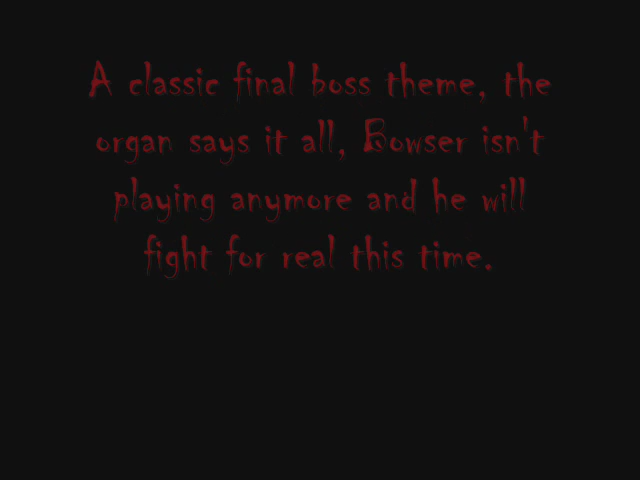 A classic final boss theme, the
organ says it all, Bowser isn't
playing anymore and he will
fight for real this time.